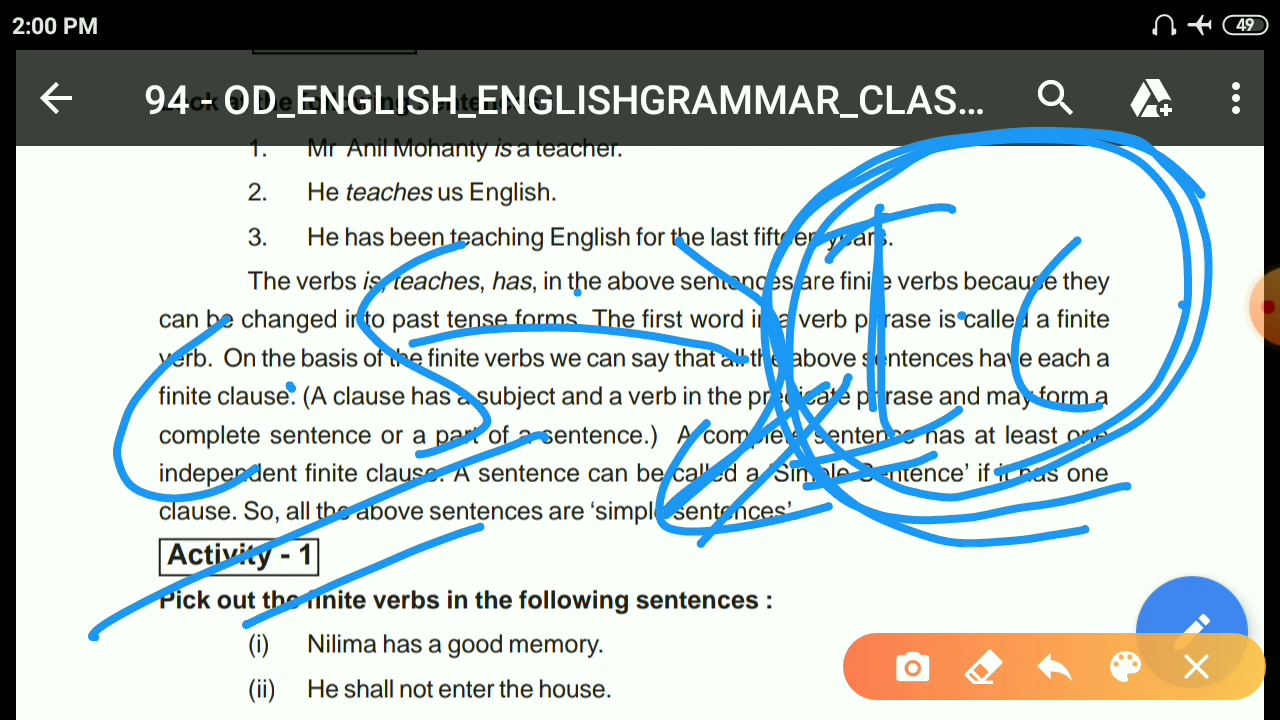 2:00 PM
49
94 - OD_ENGLISH_ENGLISHGRAMMAR_CLAS...
1. Mr Anil Mohanty is a teacher.
2. He teaches us English.
3. He has been teaching English for the last fifteen years.
The verbs is, teaches, has, in the above sentences are finite verbs because they
can be changed into past tense forms. The first word in a verb phrase is called a finite
verb. On the basis of the finite verbs we can say that all the above sentences have each a
finite clause. (A clause has a subject and a verb in the predicate phrase and may form a
complete sentence or a part of a sentence.) A complete sentence has at least one
independent finite clause. A sentence can be called a 'Simple Sentence' if it has one
clause. So, all the above sentences are 'simple sentences'
Activity - 1
Pick out the finite verbs in the following sentences :
(i) Nilima has a good memory.
(ii) He shall not enter the house.